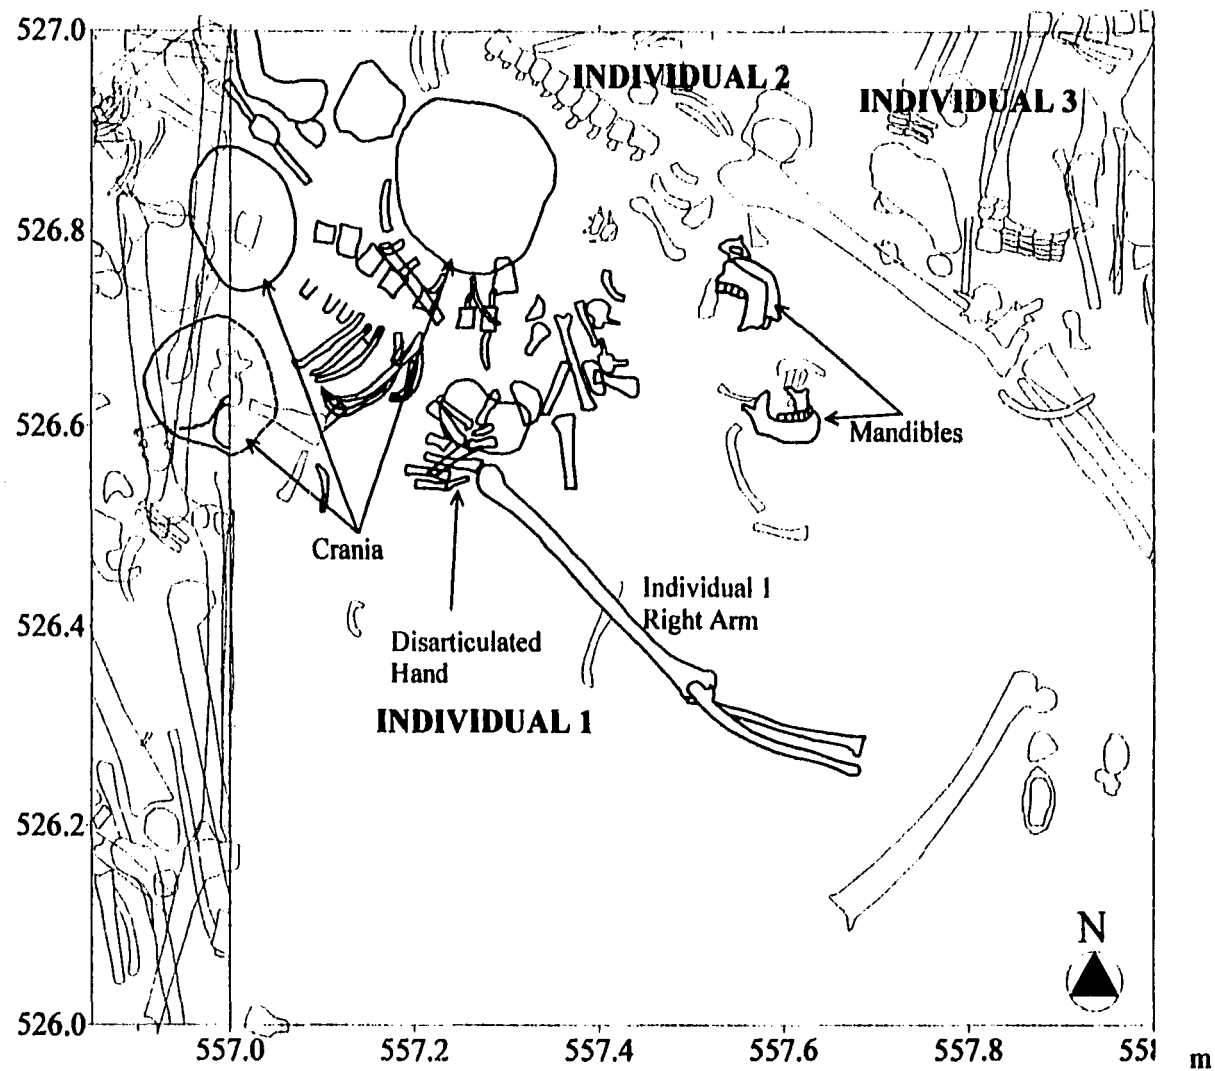 527.0
INDIVIDUAL 2
INDIVIDUAL 3
526.8
526.6
Mandibles
Crania
Individual 1
Right Arm
526.4
Disarticulated
Hand
INDIVIDUAL 1
526.2
N
526.0
557.0 557.2 557.4 557.6 557.8 558
m